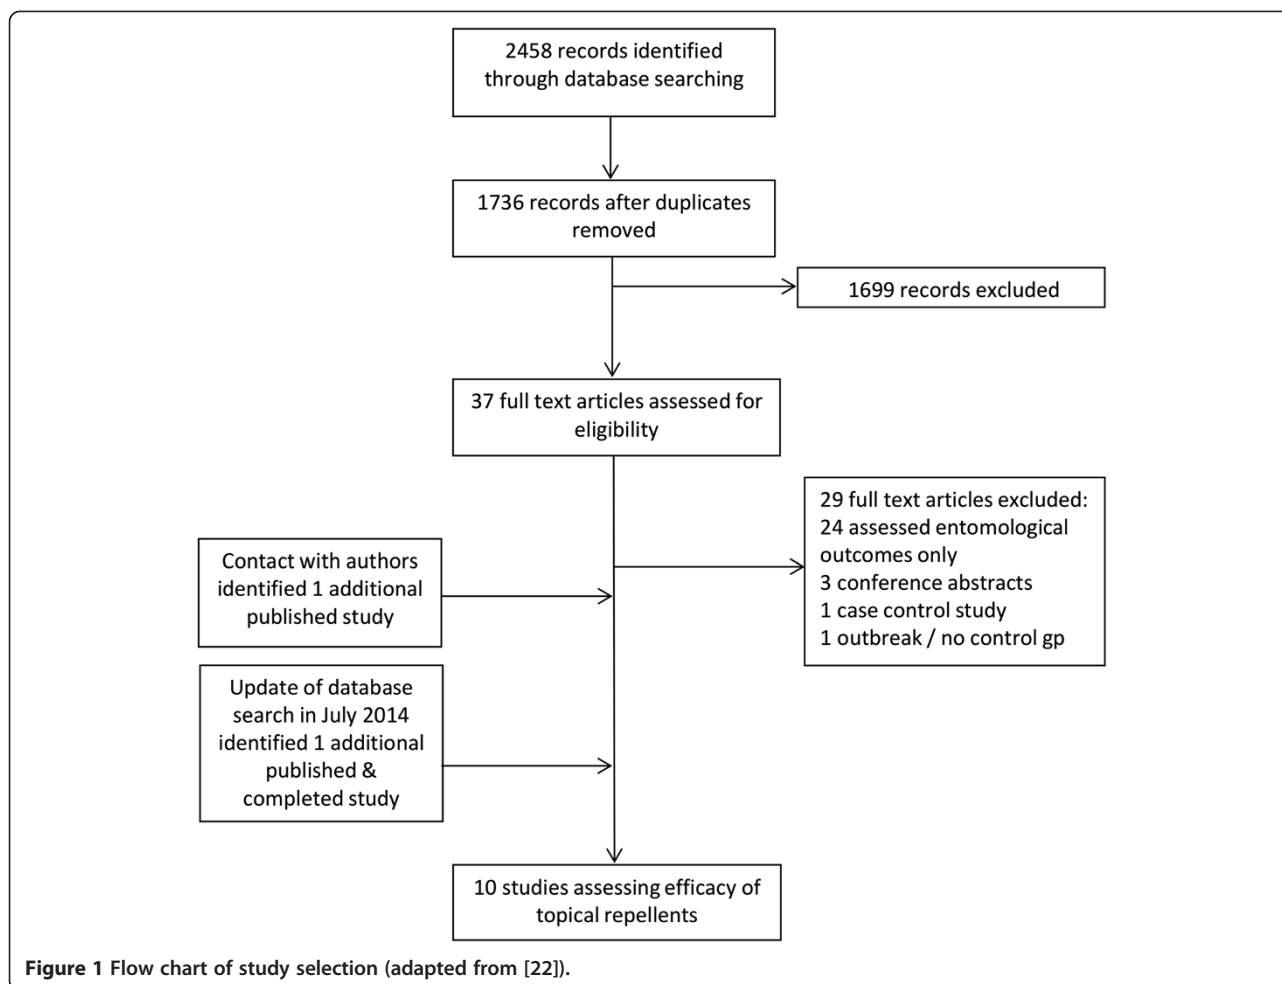 2458 records identified
through database searching
1736 records after duplicates
removed
1699 records excluded
37 full text articles assessed for
eligibility
29 full text articles excluded:
24 assessed entomological
outcomes only
3 conference abstracts
1 case control study
1 outbreak / no control gp
Contact with authors
identified 1 additional
published study
Update of database
search in July 2014
identified 1 additional
published &
completed study
10 studies assessing efficacy of
topical repellents
Figure 1 Flow chart of study selection (adapted from [22]).